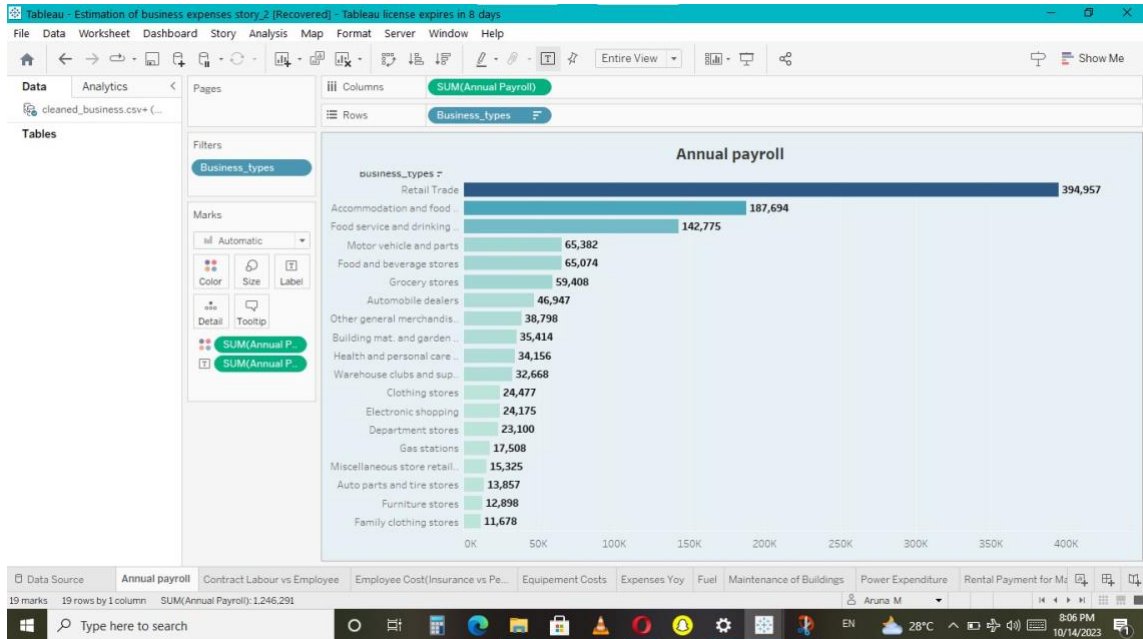 Tableau - Estimation of business expenses story_2 [Recovered] - Tableau license expires in 8 days
File Data Worksheet Dashboard Story Analysis Map Format Server Window Help
Entire View
Show Me
Data Analytics
cleaned_business.csv+ (...
Tables
Pages
Filters
Business_types
Marks
Automatic
Color Size Label
Detail Tooltip
SUM(Annual P..
SUM(Annual P..
Columns SUM(Annual Payroll)
Rows Business_types
Annual payroll
Business_types
Retail Trade 394,957
Accommodation and food .. 187,694
Food service and drinking .. 142,775
Motor vehicle and parts 65,382
Food and beverage stores 65,074
Grocery stores 59,408
Automobile dealers 46,947
Other general merchandis.. 38,798
Building mat. and garden .. 35,414
Health and personal care .. 34,156
Warehouse clubs and sup.. 32,668
Clothing stores 24,477
Electronic shopping 24,175
Department stores 23,100
Gas stations 17,508
Miscellaneous store retail.. 15,325
Auto parts and tire stores 13,857
Furniture stores 12,898
Family clothing stores 11,678
0K 50K 100K 150K 200K 250K 300K 350K 400K
Data Source Annual payroll Contract Labour vs Employee Employee Cost(Insurance vs Pe... Equipement Costs Expenses Yoy Fuel Maintenance of Buildings Power Expenditure Rental Payment for Ma
19 marks 19 rows by 1 column SUM(Annual Payroll): 1,246,291 Aruna M
Type here to search EN 28°C 8:06 PM
10/14/2023